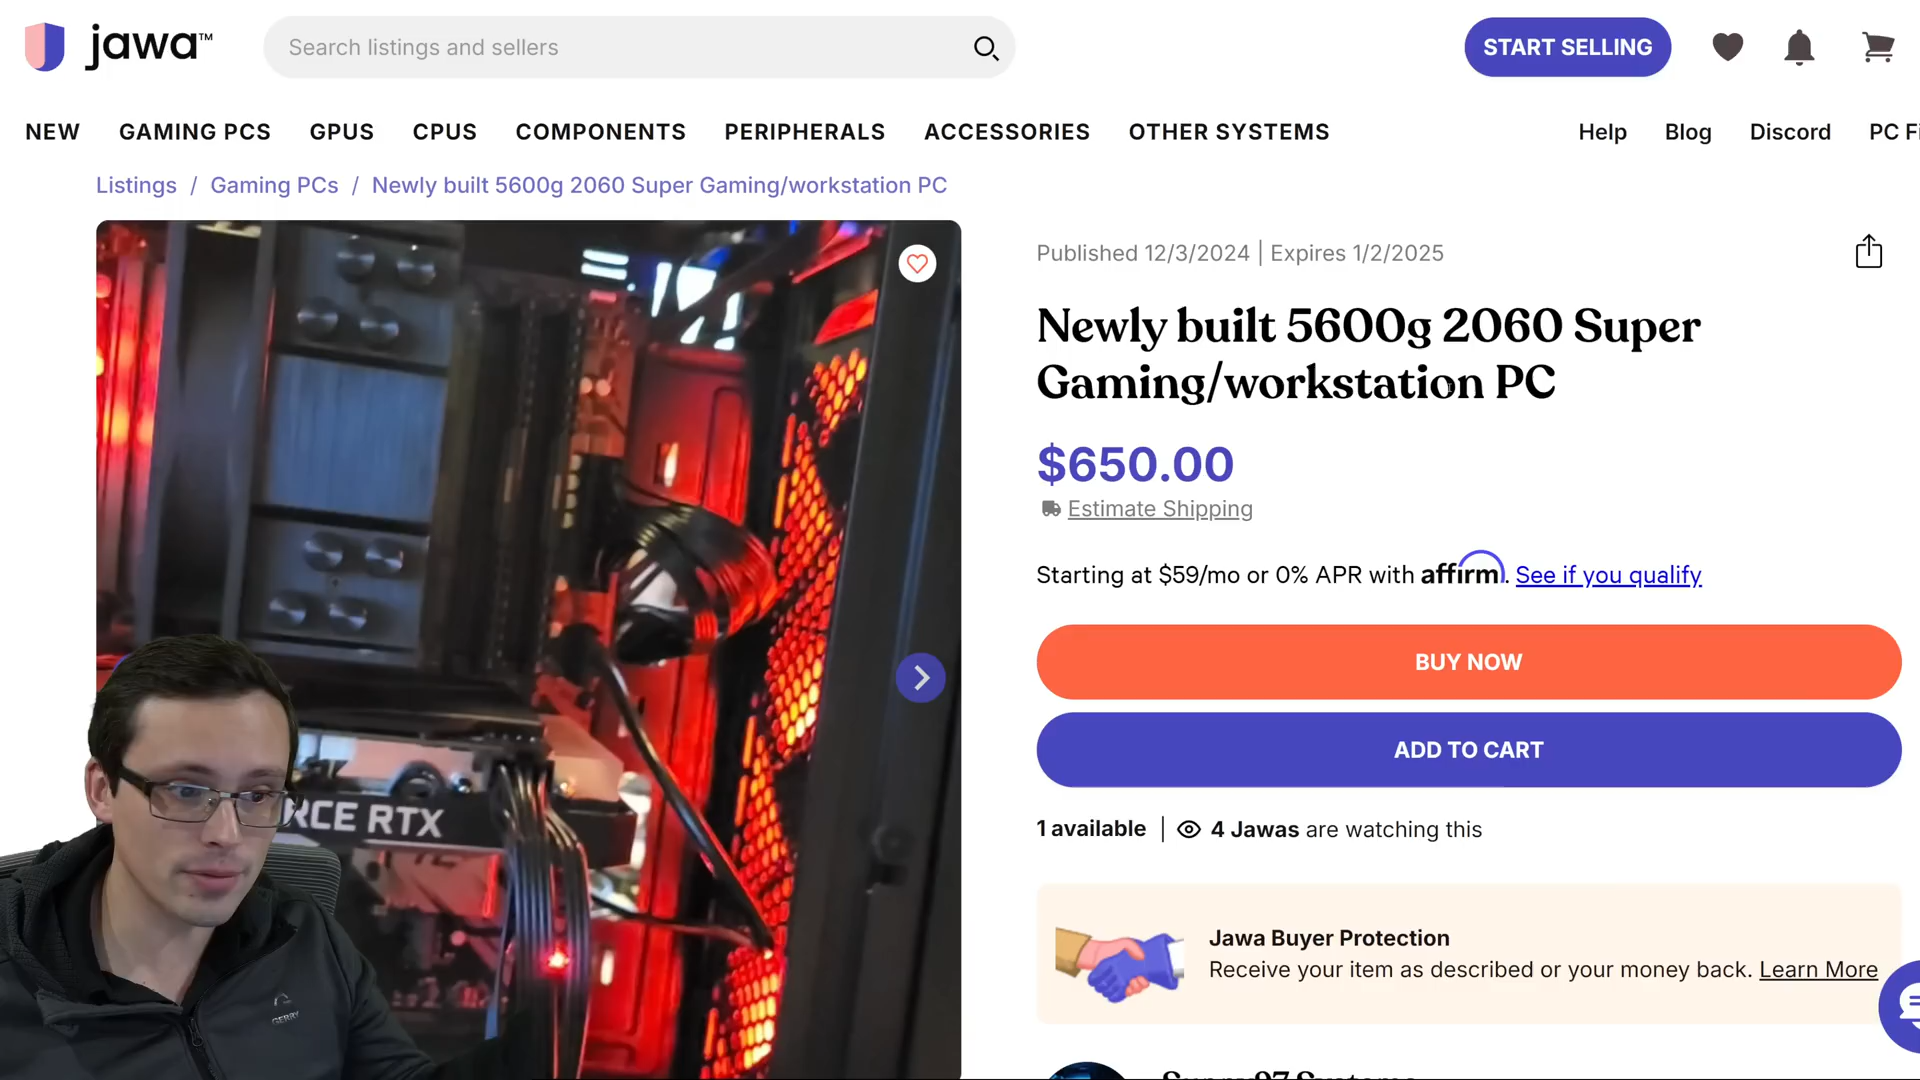 jawa™
Search listings and sellers
START SELLING
NEW GAMING PCS GPUS CPUS COMPONENTS PERIPHERALS ACCESSORIES OTHER SYSTEMS Help Blog Discord PC
Listings / Gaming PCs / Newly built 5600g 2060 Super Gaming/workstation PC
Published 12/3/2024 | Expires 1/2/2025
Newly built 5600g 2060 Super
Gaming/workstation PC
$650.00
Estimate Shipping
Starting at $59/mo or 0% APR with affirm. See if you qualify
BUY NOW
ADD TO CART
1 available | 4 Jawas are watching this
Jawa Buyer Protection
Receive your item as described or your money back. Learn More
RCE RTX
GERRY